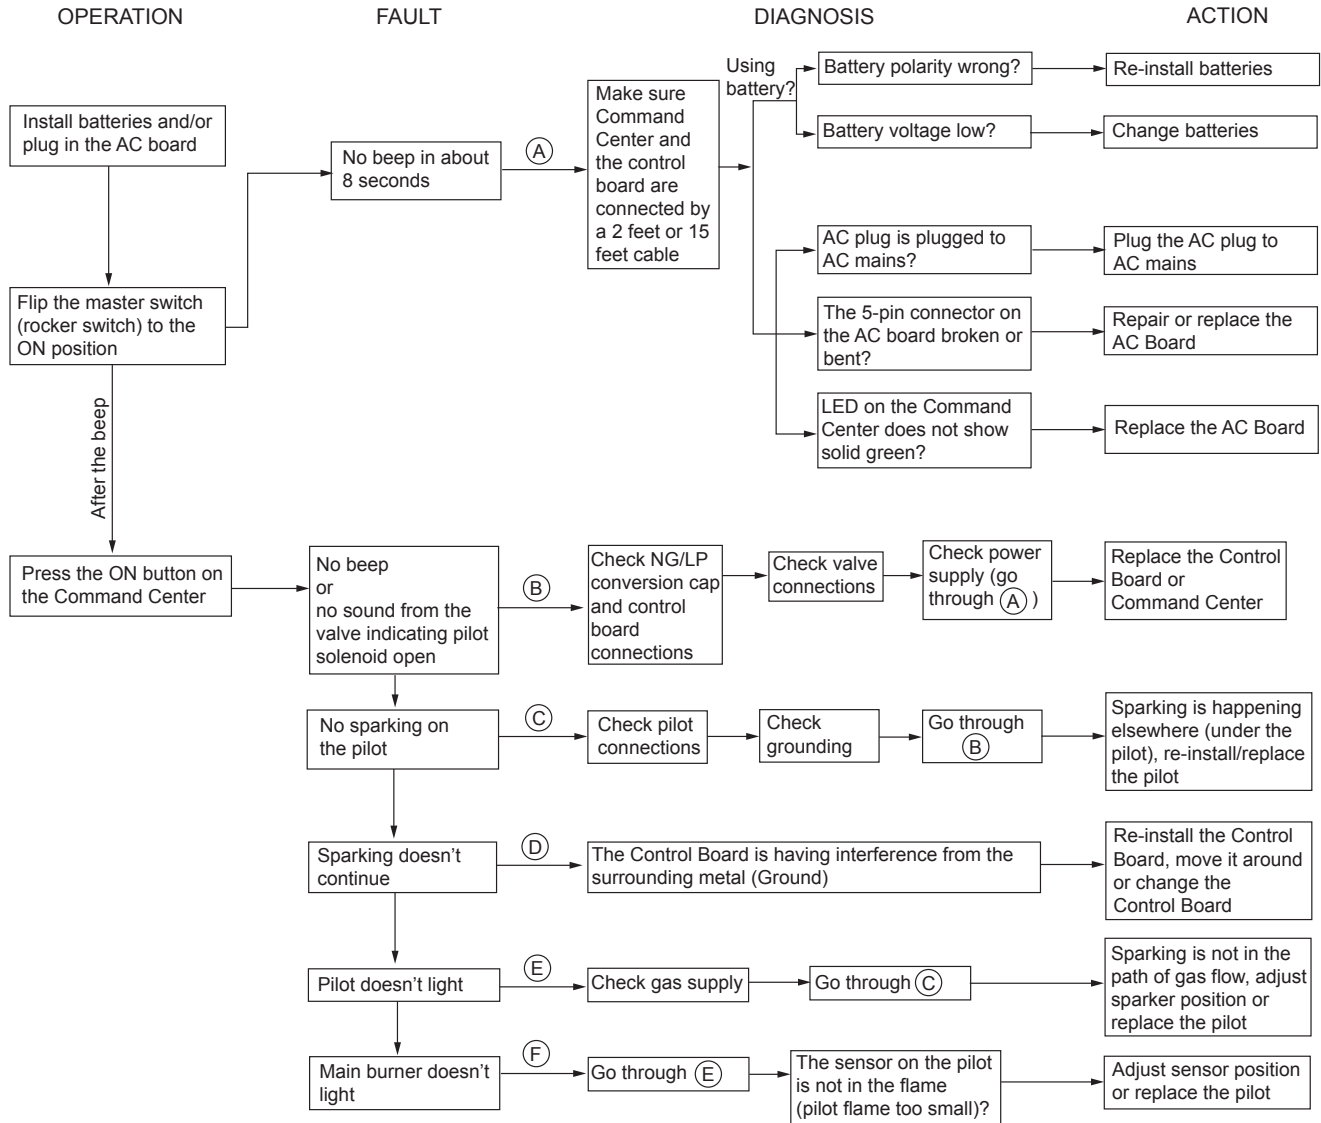 OPERATION
FAULT
DIAGNOSIS
ACTION
Install batteries and/or
plug in the AC board
Flip the master switch
(rocker switch) to the
ON position
No beep in about
8 seconds
A
Make sure
Command
Center and
the control
board are
connected by
a 2 feet or 15
feet cable
Using
battery?
Battery polarity wrong?
Re-install batteries
Battery voltage low?
Change batteries
AC plug is plugged to
AC mains?
Plug the AC plug to
AC mains
The 5-pin connector on
the AC board broken or
bent?
Repair or replace the
AC Board
LED on the Command
Center does not show
solid green?
Replace the AC Board
After the beep
Press the ON button on
the Command Center
No beep
or
no sound from the
valve indicating pilot
solenoid open
B
Check NG/LP
conversion cap
and control
board
connections
Check valve
connections
Check power
supply (go
through A )
Replace the Control
Board or
Command Center
No sparking on
the pilot
C
Check pilot
connections
Check
grounding
Go through
B
Sparking is happening
elsewhere (under the
pilot), re-install/replace
the pilot
Sparking doesn't
continue
D
The Control Board is having interference from the
surrounding metal (Ground)
Re-install the Control
Board, move it around
or change the
Control Board
Pilot doesn't light
E
Check gas supply
Go through C
Sparking is not in the
path of gas flow, adjust
sparker position or
replace the pilot
Main burner doesn't
light
F
Go through E
The sensor on the pilot
is not in the flame
(pilot flame too small)?
Adjust sensor position
or replace the pilot